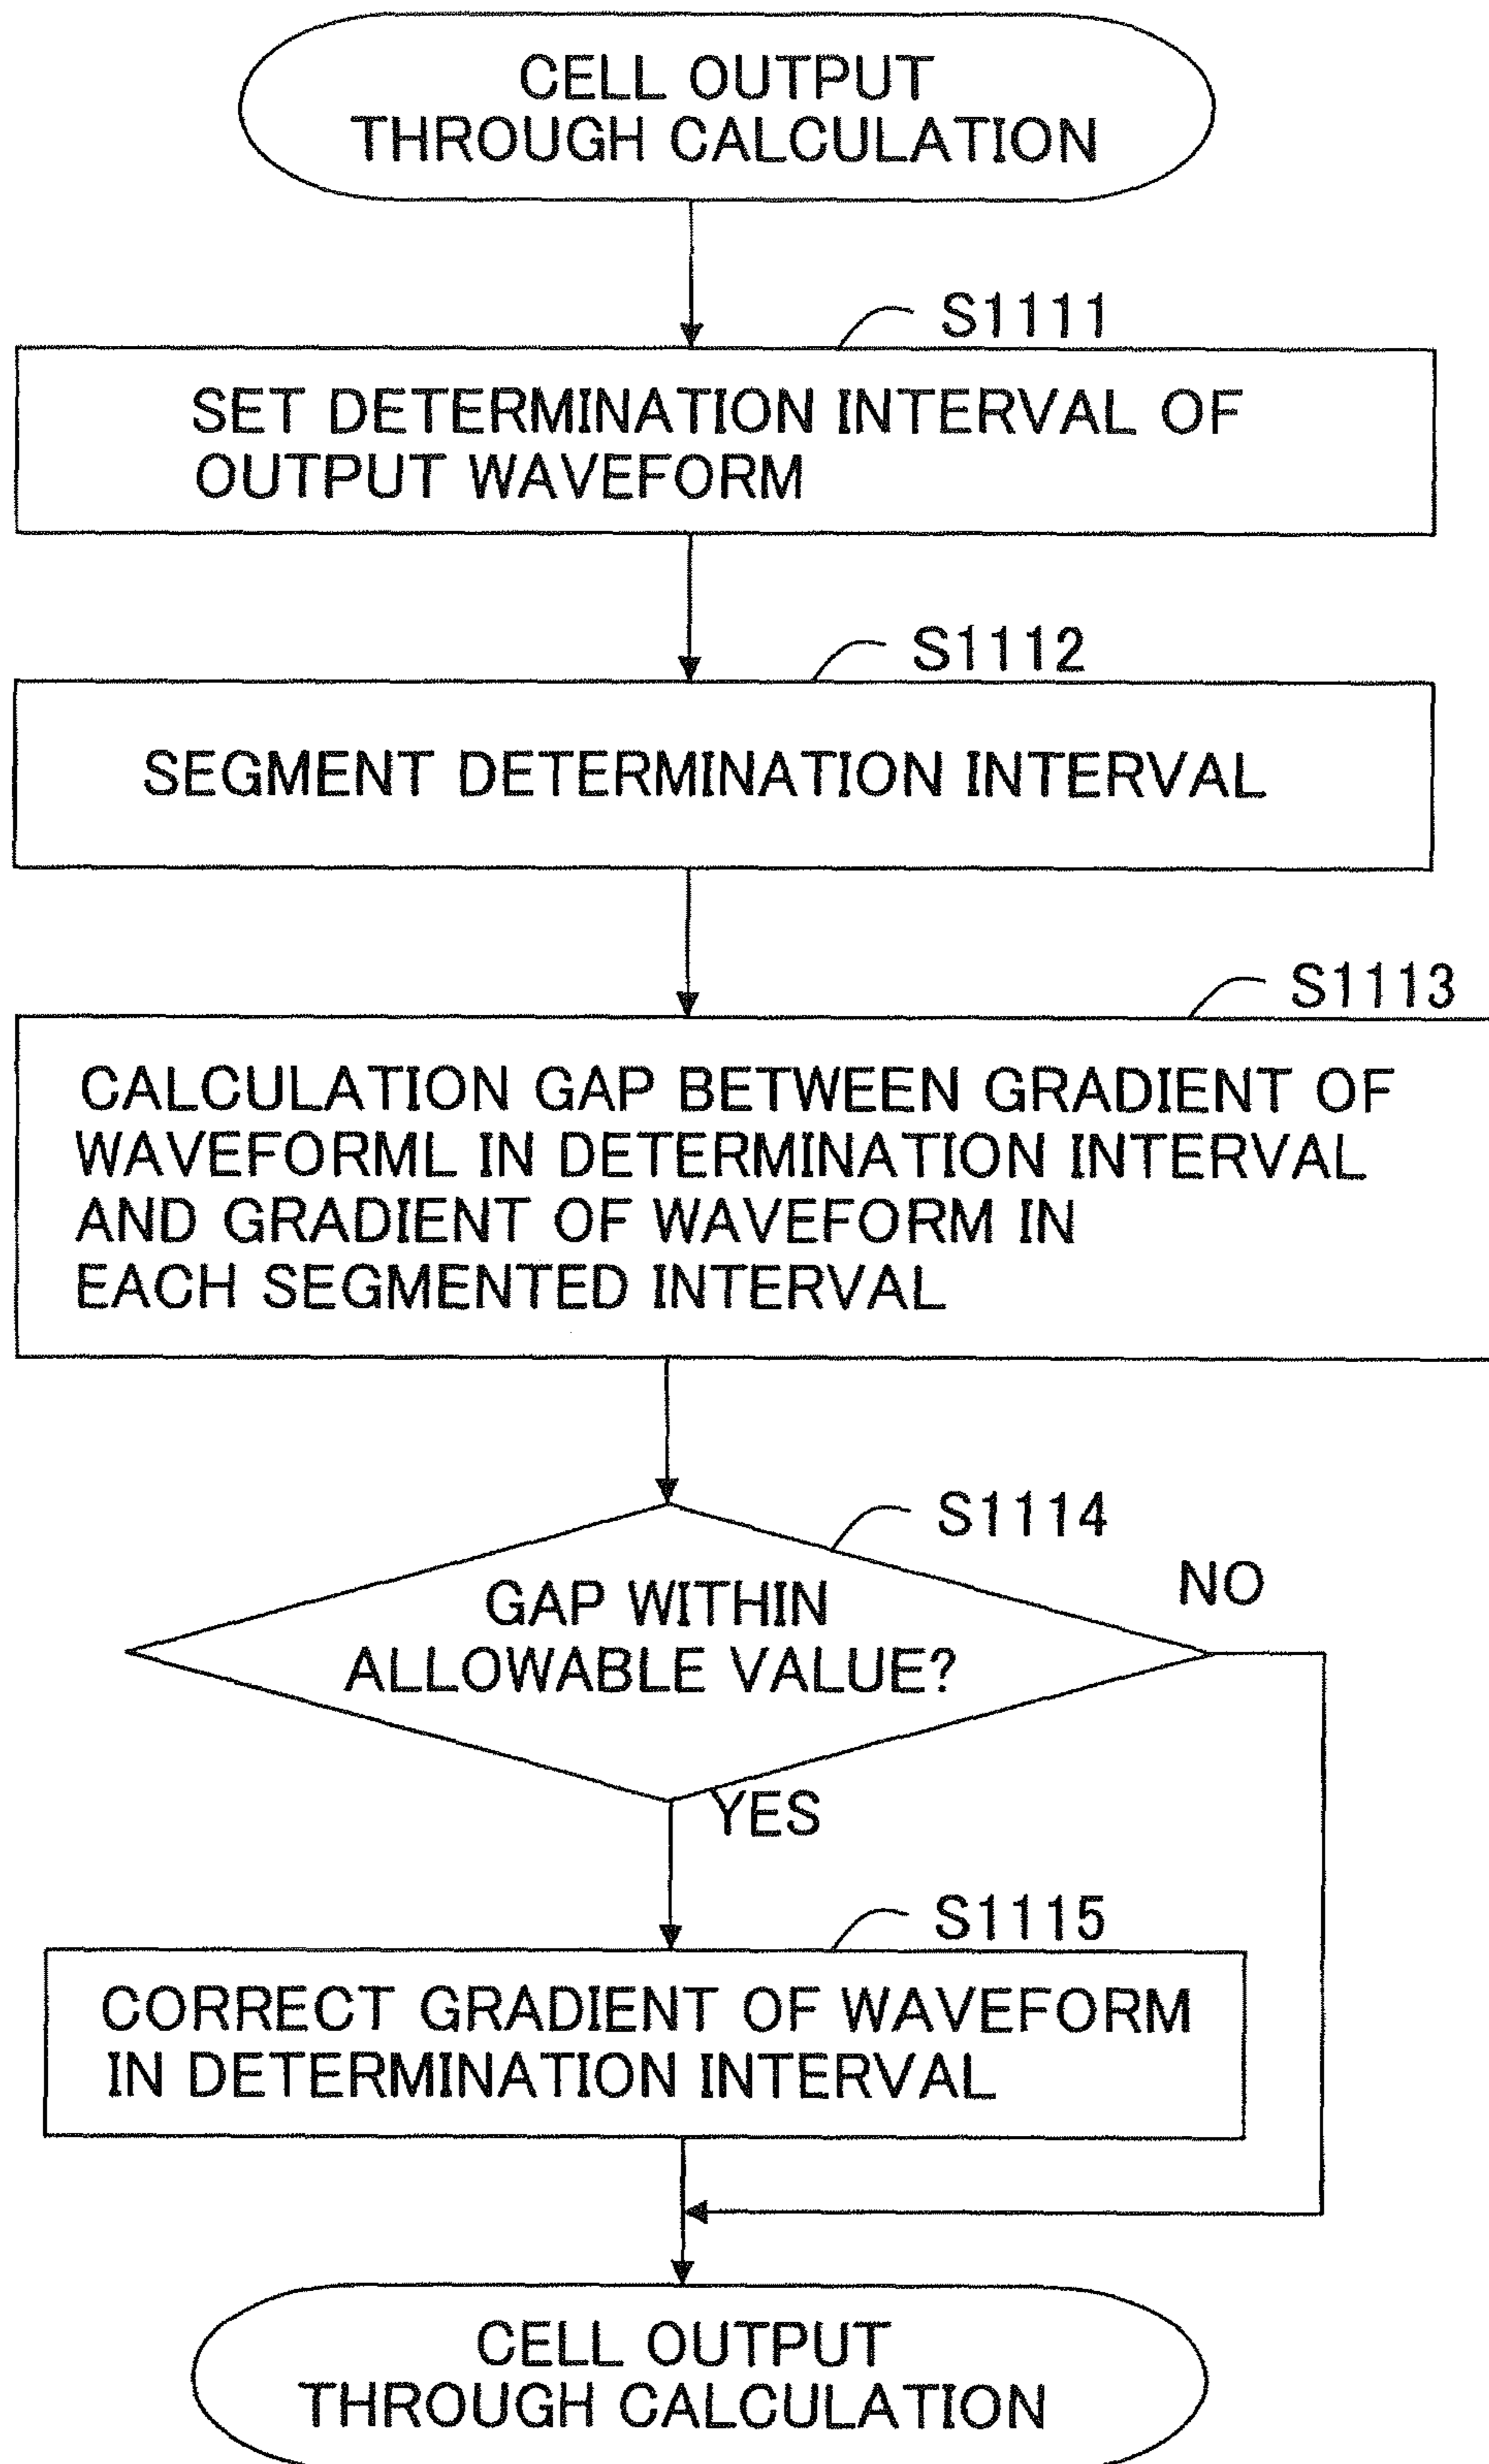 CELL OUTPUT
THROUGH CALCULATION
S1111
SET DETERMINATION INTERVAL OF
OUTPUT WAVEFORM
S1112
SEGMENT DETERMINATION INTERVAL
S1113
CALCULATION GAP BETWEEN GRADIENT OF
WAVEFORML IN DETERMINATION INTERVAL
AND GRADIENT OF WAVEFORM IN
EACH SEGMENTED INTERVAL
S1114
NO
GAP WITHIN
ALLOWABLE VALUE?
YES
S1115
CORRECT GRADIENT OF WAVEFORM
IN DETERMINATION INTERVAL
CELL OUTPUT
THROUGH CALCULATION